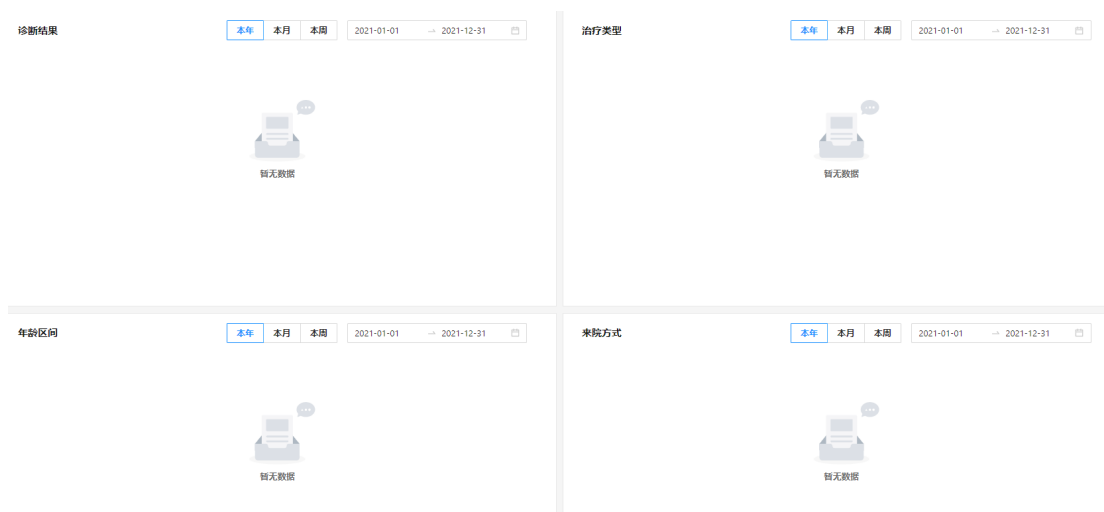 诊断结果 本年 本月 本周 2021-01-01 → 2021-12-31
暂无数据
治疗类型 本年 本月 本周 2021-01-01 → 2021-12-31
暂无数据
年龄区间 本年 本月 本周 2021-01-01 → 2021-12-31
暂无数据
来院方式 本年 本月 本周 2021-01-01 → 2021-12-31
暂无数据